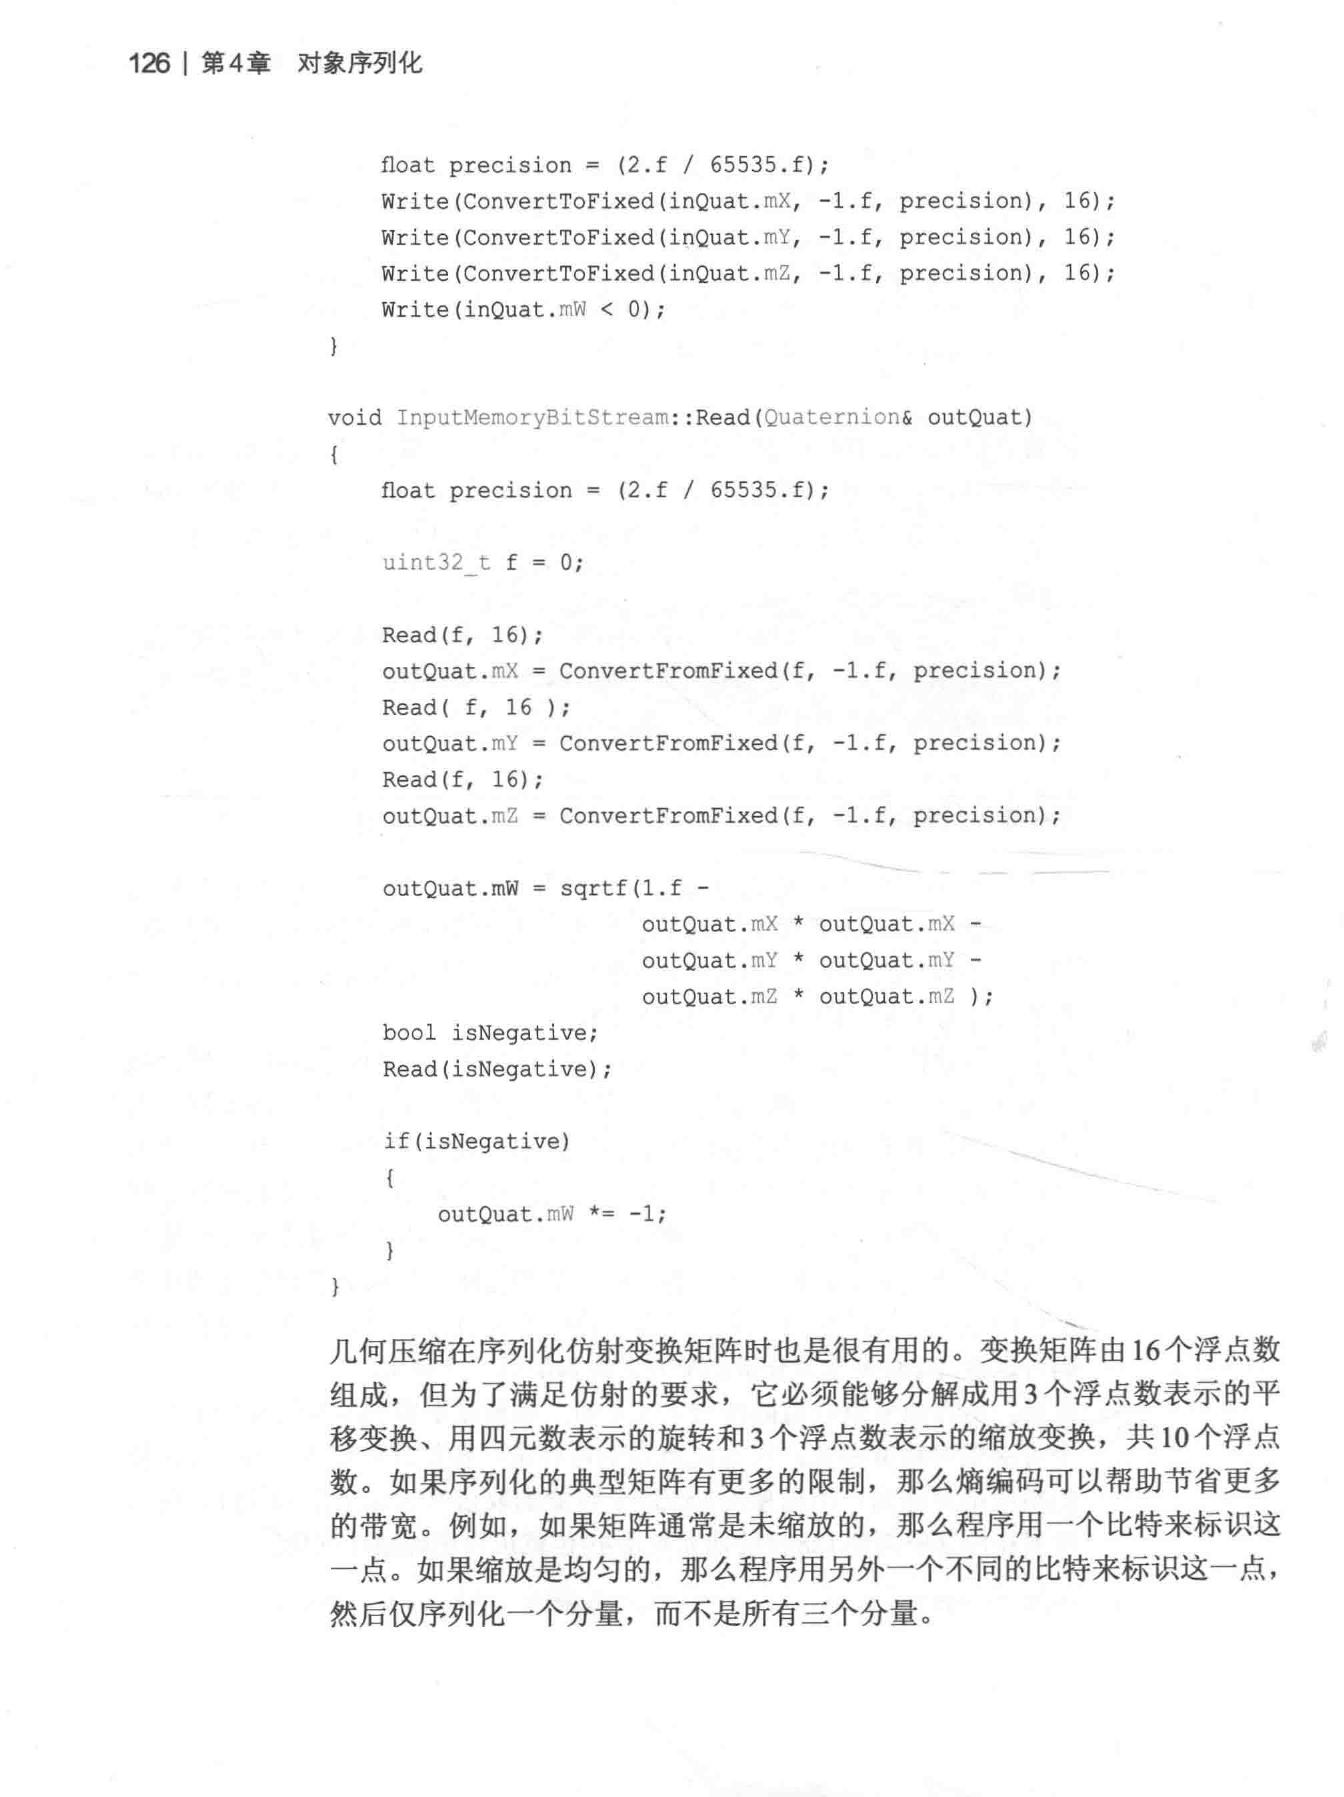 126 | 第4章 对象序列化
float precision = (2.f / 65535.f);
Write(ConvertToFixed(inQuat.mX, -1.f, precision), 16);
Write(ConvertToFixed(inQuat.mY, -1.f, precision), 16);
Write(ConvertToFixed(inQuat.mZ, -1.f, precision), 16);
Write(inQuat.mW < 0);
}
void InputMemoryBitStream::Read(Quaternion& outQuat)
{
float precision = (2.f / 65535.f);
uint32_t f = 0;
Read(f, 16);
outQuat.mX = ConvertFromFixed(f, -1.f, precision);
Read( f, 16 );
outQuat.mY = ConvertFromFixed(f, -1.f, precision);
Read(f, 16);
outQuat.mZ = ConvertFromFixed(f, -1.f, precision);
outQuat.mW = sqrtf(1.f -
outQuat.mX * outQuat.mX -
outQuat.mY * outQuat.mY -
outQuat.mZ * outQuat.mZ );
bool isNegative;
Read(isNegative);
if(isNegative)
{
outQuat.mW *= -1;
}
}
几何压缩在序列化仿射变换矩阵时也是很有用的。变换矩阵由16个浮点数
组成，但为了满足仿射的要求，它必须能够分解成用3个浮点数表示的平
移变换、用四元数表示的旋转和3个浮点数表示的缩放变换，共10个浮点
数。如果序列化的典型矩阵有更多的限制，那么熵编码可以帮助节省更多
的带宽。例如，如果矩阵通常是未缩放的，那么程序用一个比特来标识这
一点。如果缩放是均匀的，那么程序用另外一个不同的比特来标识这一点，
然后仅序列化一个分量，而不是所有三个分量。